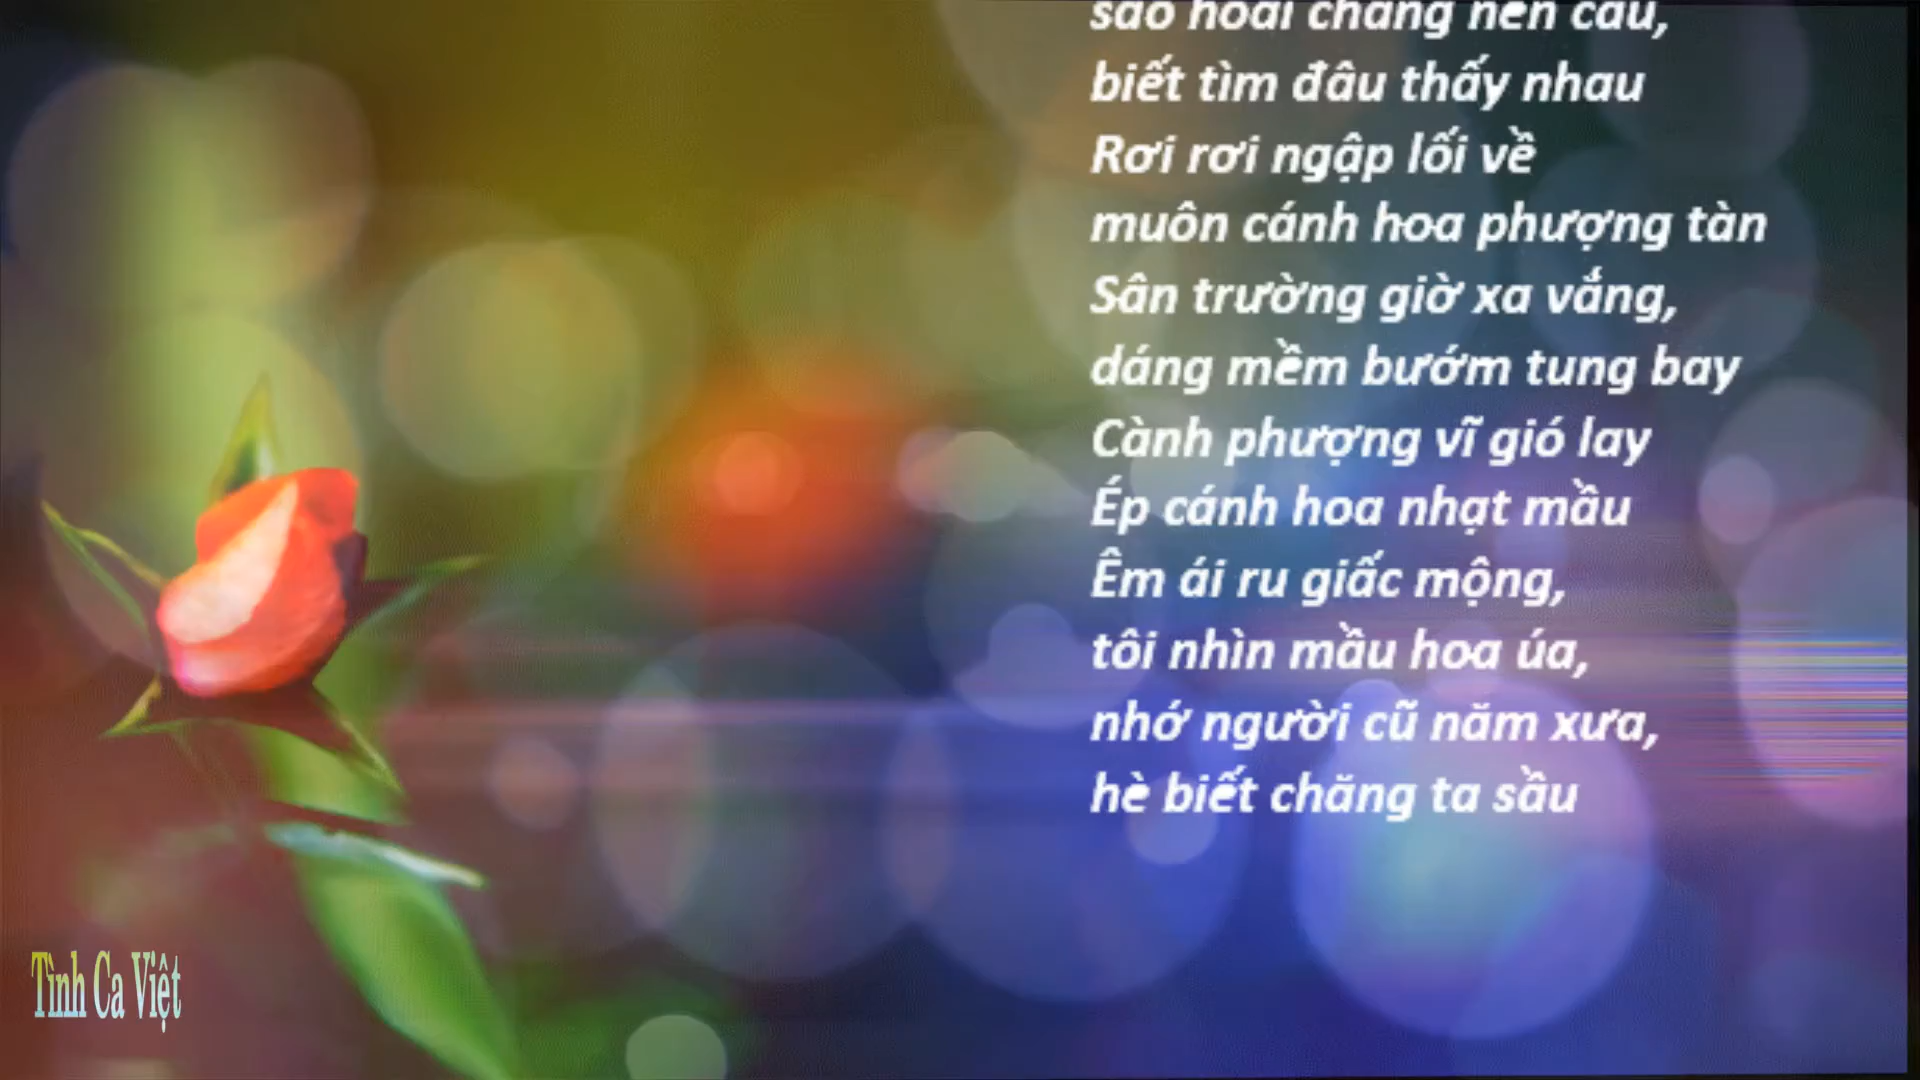 sao hoài chẳng nên câu,
biết tìm đâu thấy nhau
Rơi rơi ngập lối về
muôn cánh hoa phượng tàn
Sân trường giờ xa vắng,
dáng mềm bướm tung bay
Cành phượng vĩ gió lay
Ép cánh hoa nhạt mầu
Êm ái ru giấc mộng,
tôi nhìn mầu hoa úa,
nhớ người cũ năm xưa,
hè biết chăng ta sầu
Tình Ca Việt